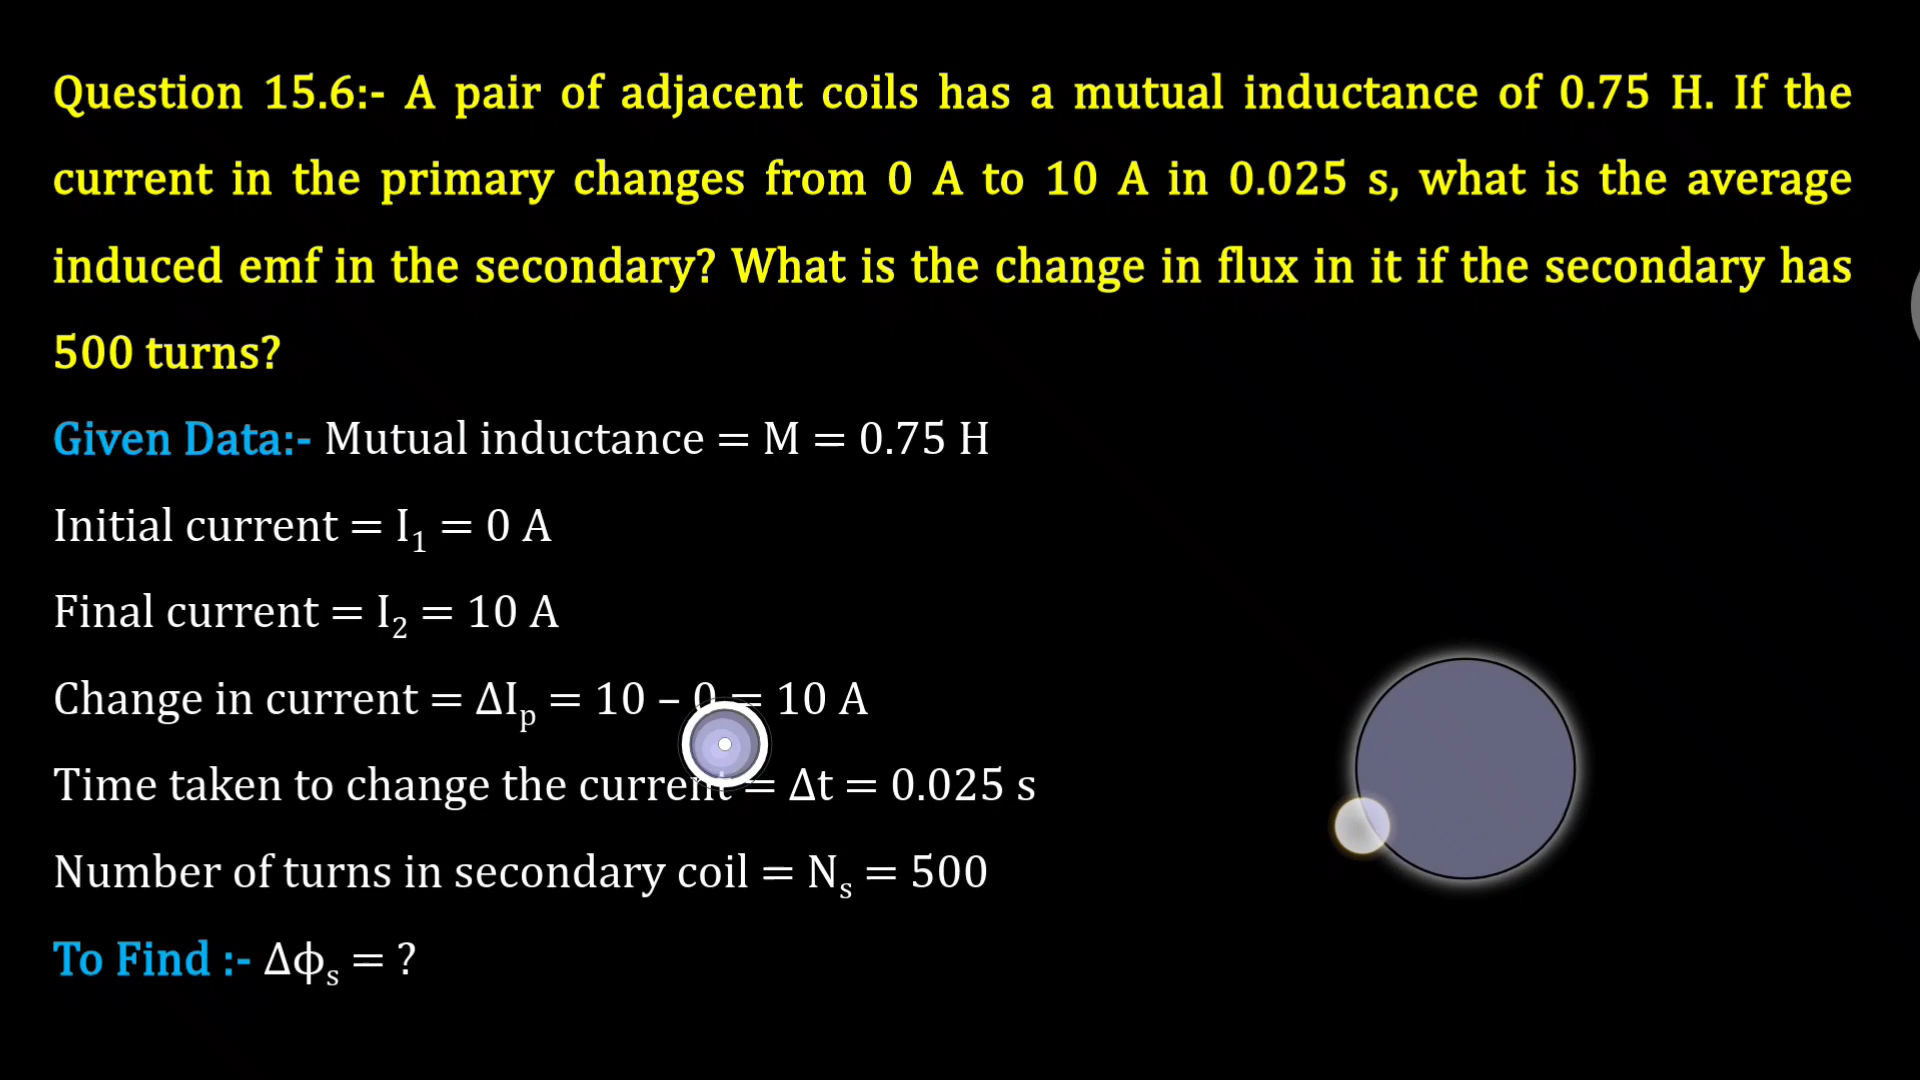 Question 15.6:- A pair of adjacent coils has a mutual inductance of 0.75 H. If the
current in the primary changes from 0 A to 10 A in 0.025 s, what is the average
induced emf in the secondary? What is the change in flux in it if the secondary has
500 turns?
Given Data:- Mutual inductance = M = 0.75 H
Initial current = I₁ = 0 A
Final current = I₂ = 10 A
Change in current = ΔIₚ = 10 – 0 = 10 A
Time taken to change the current = Δt = 0.025 s
Number of turns in secondary coil = Nₛ = 500
To Find :- Δϕₛ = ?